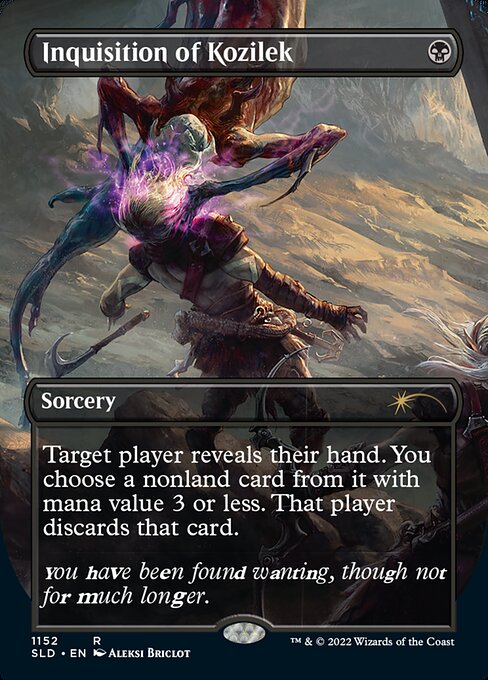 Inquisition of Kozilek
Sorcery
Target player reveals their hand. You
choose a nonland card from it with
mana value 3 or less. That player
discards that card.
You have been found wanting, though not
for much longer.
1152 R
SLD • EN Aleksi Briclot
™ & © 2022 Wizards of the Coast